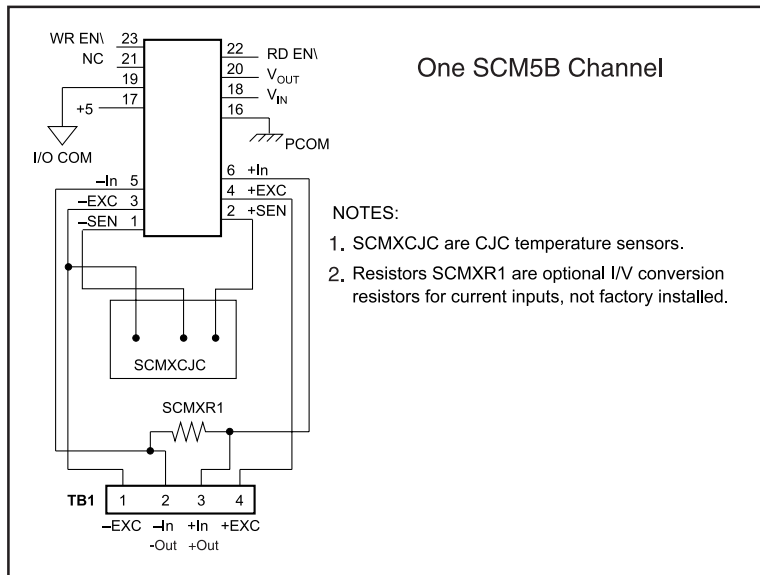 One SCM5B Channel
WR EN\ 23
NC 21
19
+5 17
I/O COM
22 RD EN\
20 VOUT
18 VIN
16
PCOM
–In 5
–EXC 3
–SEN 1
6 +In
4 +EXC
2 +SEN
NOTES:
1. SCMXCJC are CJC temperature sensors.
2. Resistors SCMXR1 are optional I/V conversion
resistors for current inputs, not factory installed.
SCMXCJC
SCMXR1
TB1 1 2 3 4
–EXC –In +In +EXC
-Out +Out